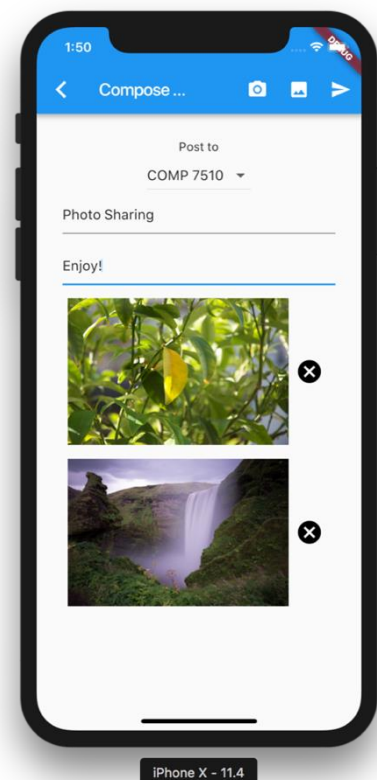 1:50
DEBUG
Compose ...
Post to
COMP 7510
Photo Sharing
Enjoy!
iPhone X - 11.4